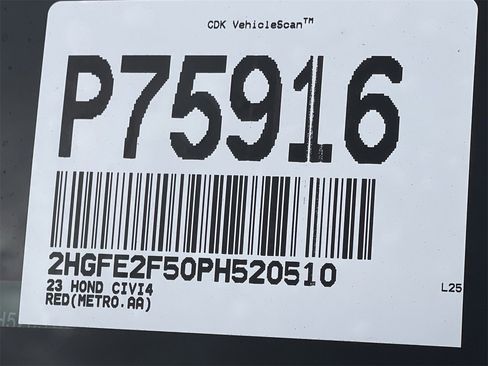 CDK VehicleScan™
P75916
2HGFE2F50PH520510
23 HOND CIVI4
L25
RED(METRO.AA)